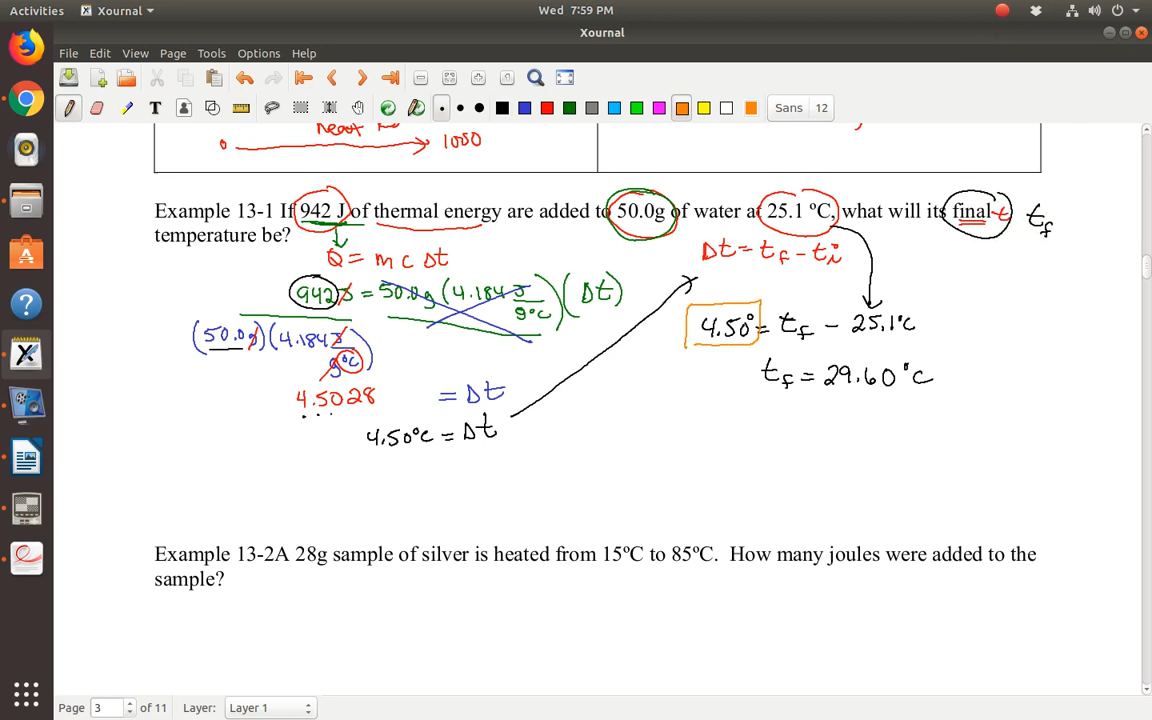 Activities Xournal Wed 7:59 PM
Xournal
File Edit View Page Tools Options Help
Sans 12
0 1000
Example 13-1 If 942 J of thermal energy are added to 50.0g of water at 25.1 ºC, what will its final t tf
temperature be?
Q = m c Δt
Δt = tf - ti
942J = 50.0g (4.184 J/g°C) (Δt)
(50.0g)(4.184 J/g°C)
4.50° = tf - 25.1°C
tf = 29.60°C
4.5028 = Δt
4.50°C = Δt
Example 13-2A 28g sample of silver is heated from 15ºC to 85ºC. How many joules were added to the
sample?
Page 3 of 11 Layer: Layer 1